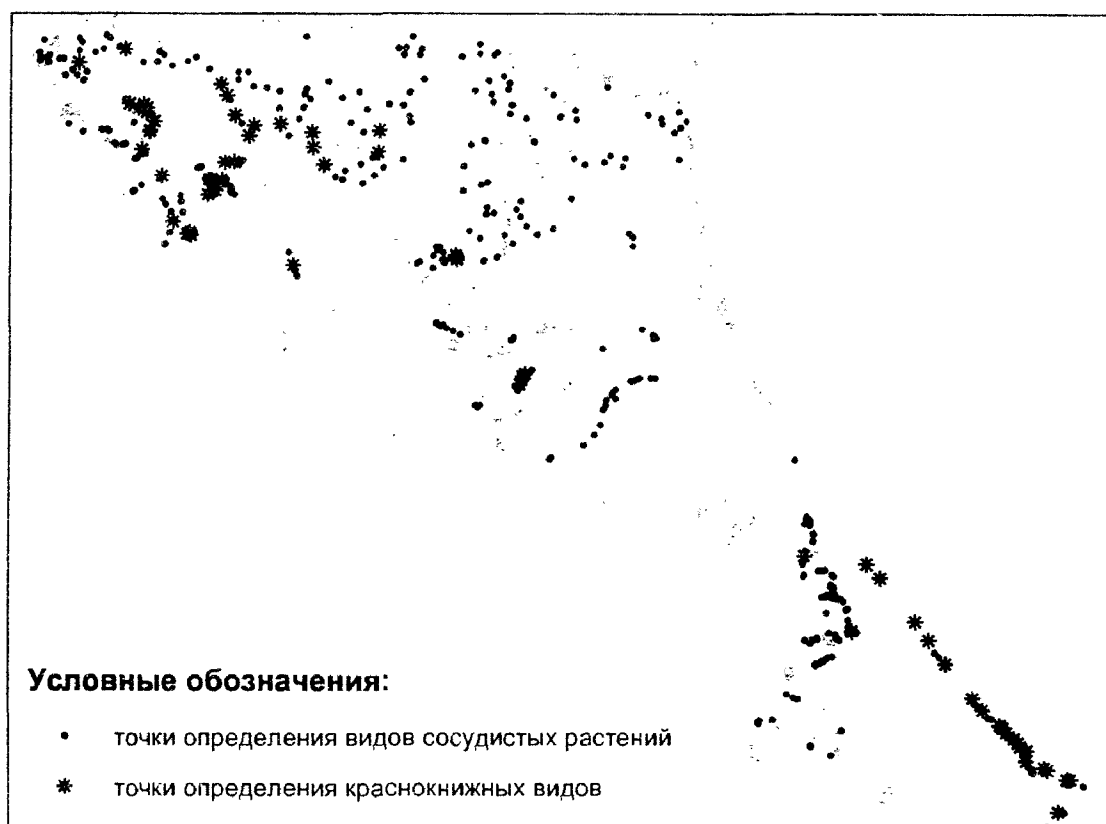 Условные обозначения:
точки определения видов сосудистых растений
точки определения краснокнижных видов